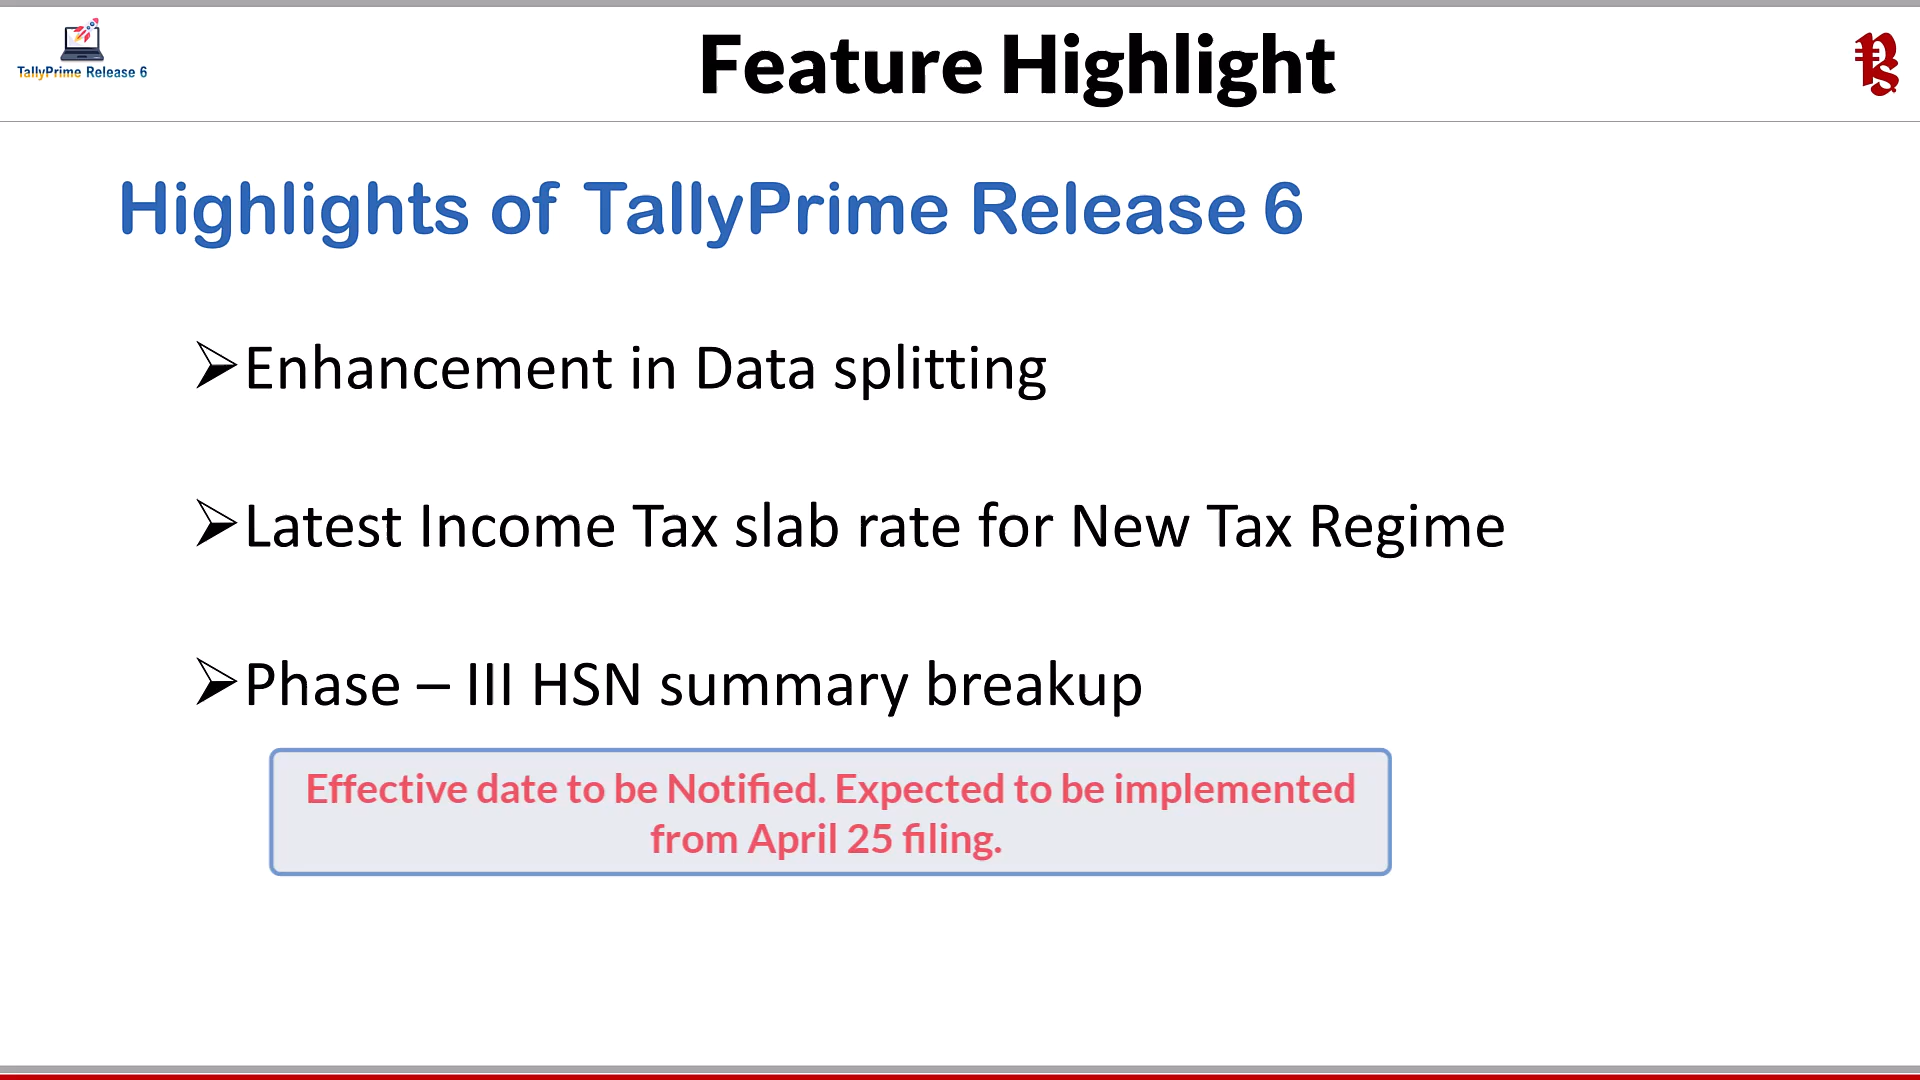 TallyPrime Release 6
Feature Highlight
Highlights of TallyPrime Release 6
➢Enhancement in Data splitting
➢Latest Income Tax slab rate for New Tax Regime
➢Phase – III HSN summary breakup
Effective date to be Notified. Expected to be implemented
from April 25 filing.